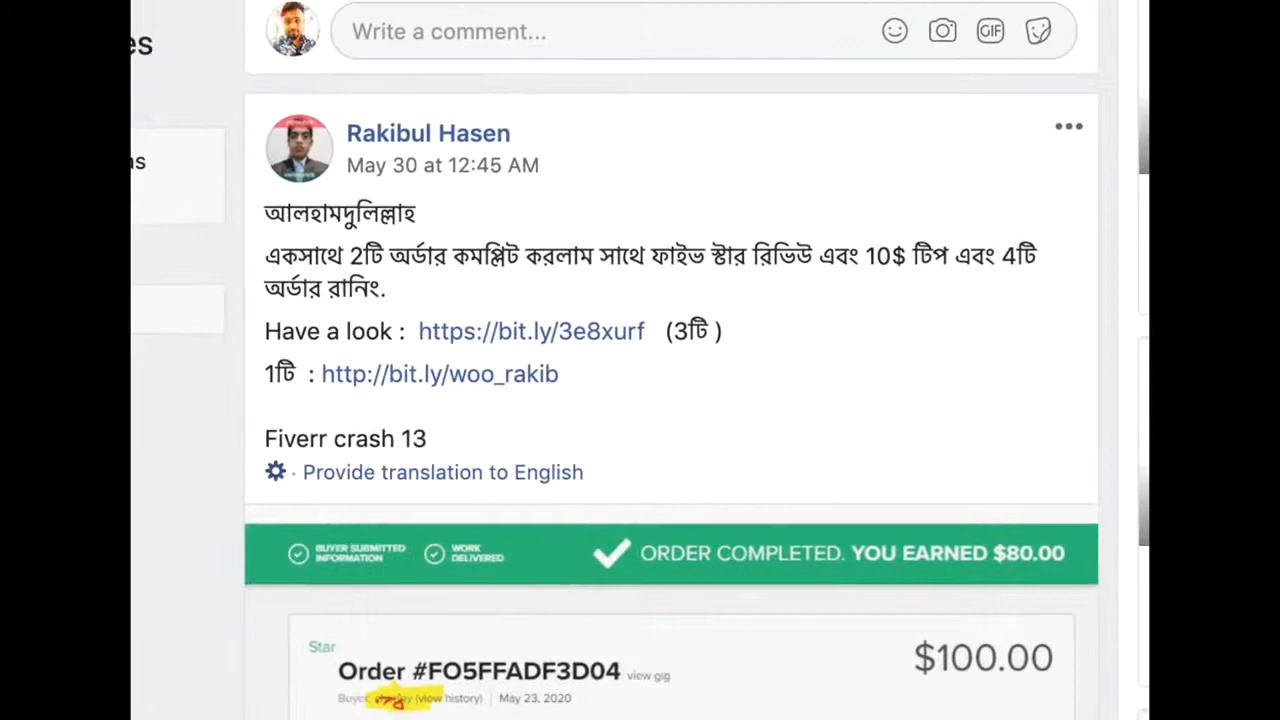 es
Write a comment...
GIF
Rakibul Hasen
May 30 at 12:45 AM
আলহামদুলিল্লাহ
একসাথে 2টি অর্ডার কমপ্লিট করলাম সাথে ফাইভ স্টার রিভিউ এবং 10$ টিপ এবং 4টি
অর্ডার রানিং.
Have a look : https://bit.ly/3e8xurf (3টি )
1টি : http://bit.ly/woo_rakib
Fiverr crash 13
· Provide translation to English
BUYER SUBMITTED
INFORMATION
WORK
DELIVERED
ORDER COMPLETED. YOU EARNED $80.00
Star
$100.00
Order #FO5FFADF3D04 view gig
Buyer: (view history) | May 23, 2020